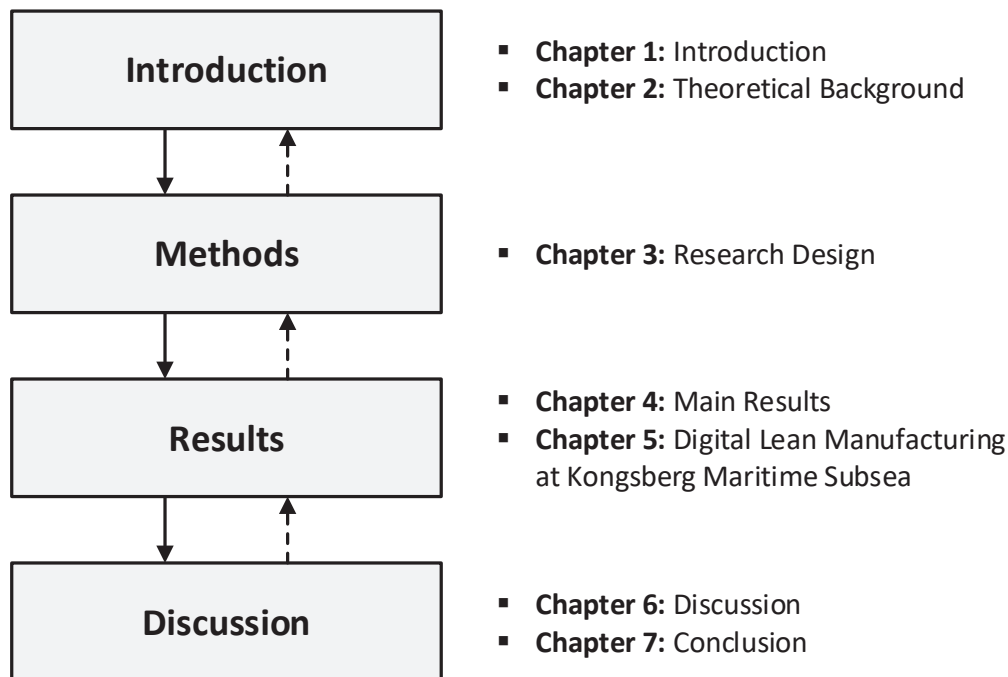 Introduction
▪ Chapter 1: Introduction
▪ Chapter 2: Theoretical Background
Methods
▪ Chapter 3: Research Design
Results
▪ Chapter 4: Main Results
▪ Chapter 5: Digital Lean Manufacturing
at Kongsberg Maritime Subsea
Discussion
▪ Chapter 6: Discussion
▪ Chapter 7: Conclusion